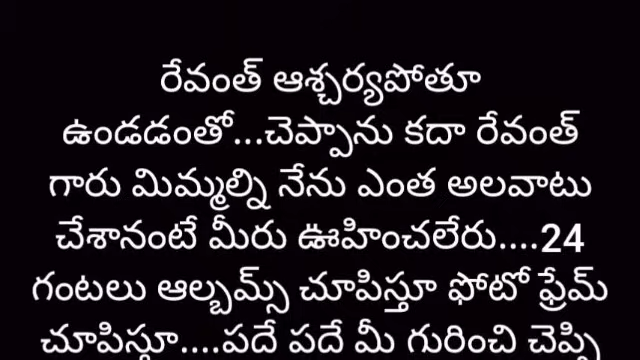 రేవంత్ ఆశ్చర్యపోతూ
ఉండడంతో...చెప్పాను కదా రేవంత్
గారు మిమ్మల్ని నేను ఎంత అలవాటు
చేశానంటే మీరు ఊహించలేరు....24
గంటలు ఆల్బమ్స్ చూపిస్తూ ఫోటో ఫ్రేమ్
చూపిస్తూ....పదే పదే మీ గురించి చెప్పి